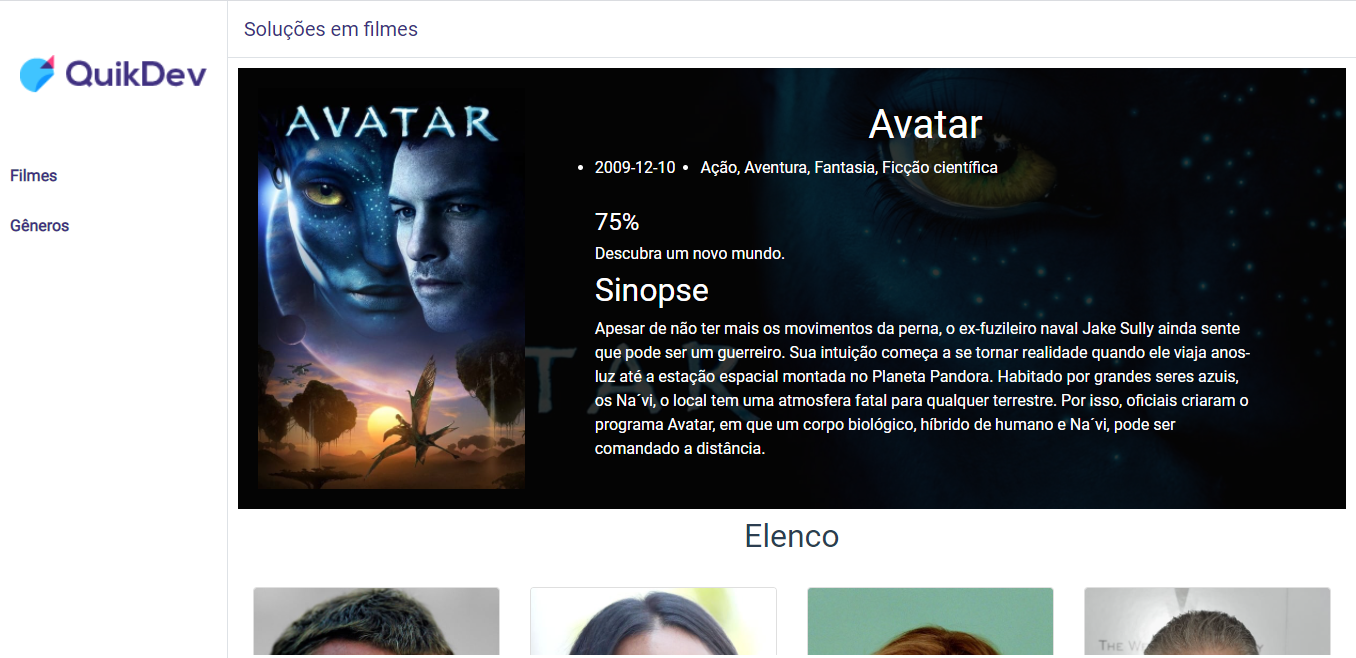 Soluções em filmes
QuikDev
Filmes
Gêneros
AVATAR
Avatar
• 2009-12-10 • Ação, Aventura, Fantasia, Ficção científica
75%
Descubra um novo mundo.
Sinopse
Apesar de não ter mais os movimentos da perna, o ex-fuzileiro naval Jake Sully ainda sente
que pode ser um guerreiro. Sua intuição começa a se tornar realidade quando ele viaja anos-
luz até a estação espacial montada no Planeta Pandora. Habitado por grandes seres azuis,
os Na´vi, o local tem uma atmosfera fatal para qualquer terrestre. Por isso, oficiais criaram o
programa Avatar, em que um corpo biológico, híbrido de humano e Na´vi, pode ser
comandado a distância.
TAR
Elenco
THE